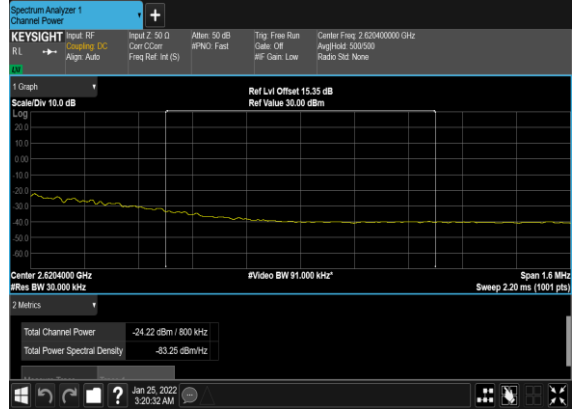 Spectrum Analyzer 1
Channel Power
+
KEYSIGHT
RL
Input: RF
Coupling: DC
Align: Auto
Input Z: 50 Ω
Corr CCorr
Freq Ref: Int (S)
Atten: 50 dB
#PNO: Fast
Trig: Free Run
Gate: Off
#IF Gain: Low
Center Freq: 2.620400000 GHz
Avg|Hold: 500/500
Radio Std: None
1 Graph
Scale/Div 10.0 dB
Ref Lvl Offset 15.35 dB
Ref Value 30.00 dBm
Log
20.0
10.0
0.00
-10.0
-20.0
-30.0
-40.0
-50.0
-60.0
Center 2.6204000 GHz
#Res BW 30.000 kHz
#Video BW 91.000 kHz*
Span 1.6 MHz
Sweep 2.20 ms (1001 pts)
2 Metrics
Total Channel Power -24.22 dBm / 800 kHz
Total Power Spectral Density -83.25 dBm/Hz
?
Jan 25, 2022
3:20:32 AM